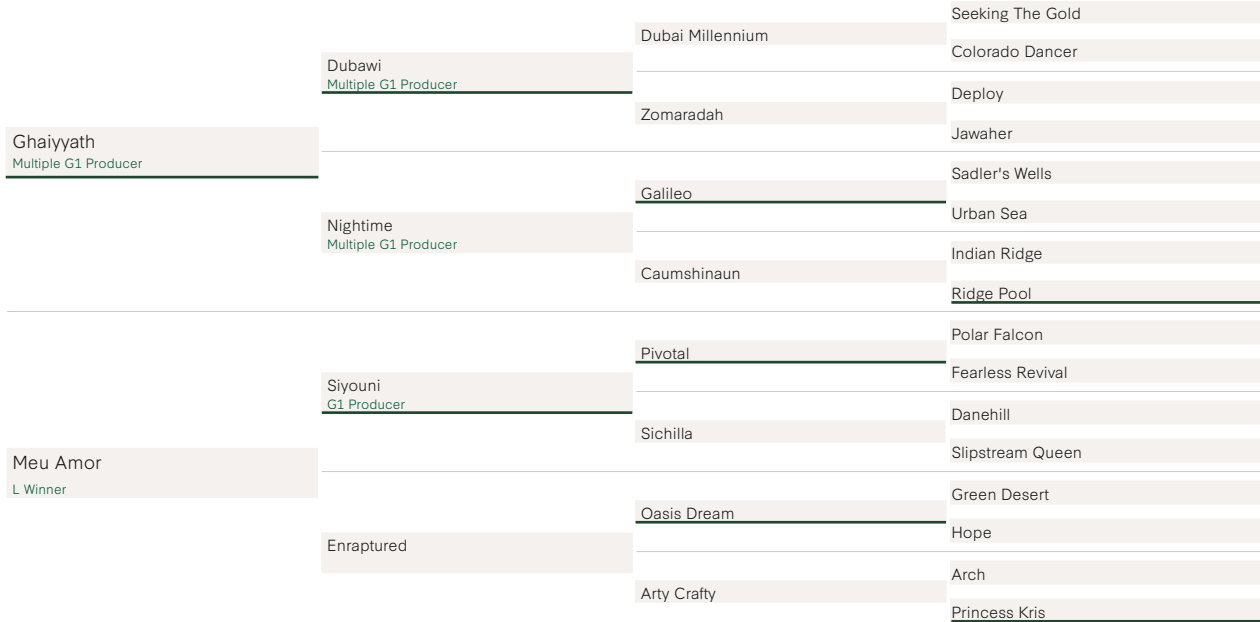 Seeking The Gold
Dubai Millennium
Colorado Dancer
Dubawi
Multiple G1 Producer
Deploy
Zomaradah
Jawaher
Ghaiyyath
Multiple G1 Producer
Sadler's Wells
Galileo
Urban Sea
Nightime
Multiple G1 Producer
Indian Ridge
Caumshinaun
Ridge Pool
Polar Falcon
Pivotal
Fearless Revival
Siyouni
G1 Producer
Danehill
Sichilla
Slipstream Queen
Meu Amor
L Winner
Green Desert
Oasis Dream
Hope
Enraptured
Arch
Arty Crafty
Princess Kris